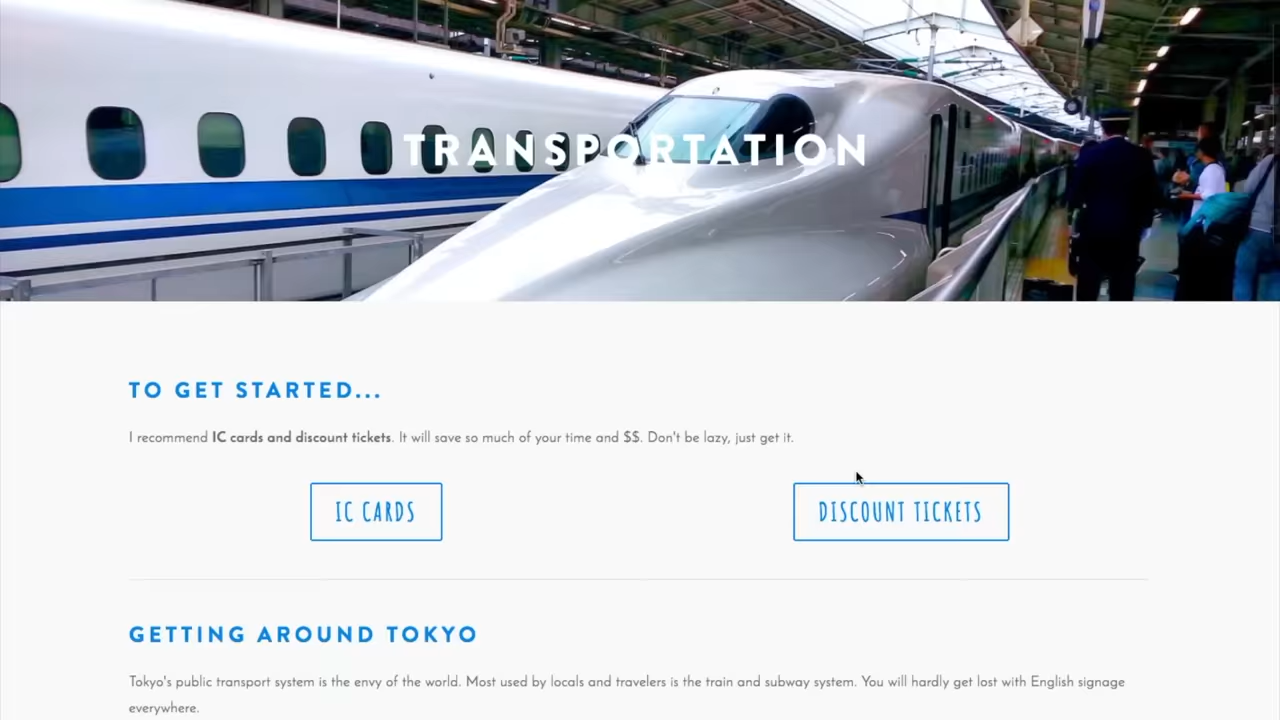 TRANSPORTATION
TO GET STARTED...
I recommend IC cards and discount tickets. It will save so much of your time and $$. Don't be lazy, just get it.
IC CARDS
DISCOUNT TICKETS
GETTING AROUND TOKYO
Tokyo's public transport system is the envy of the world. Most used by locals and travelers is the train and subway system. You will hardly get lost with English signage
everywhere.